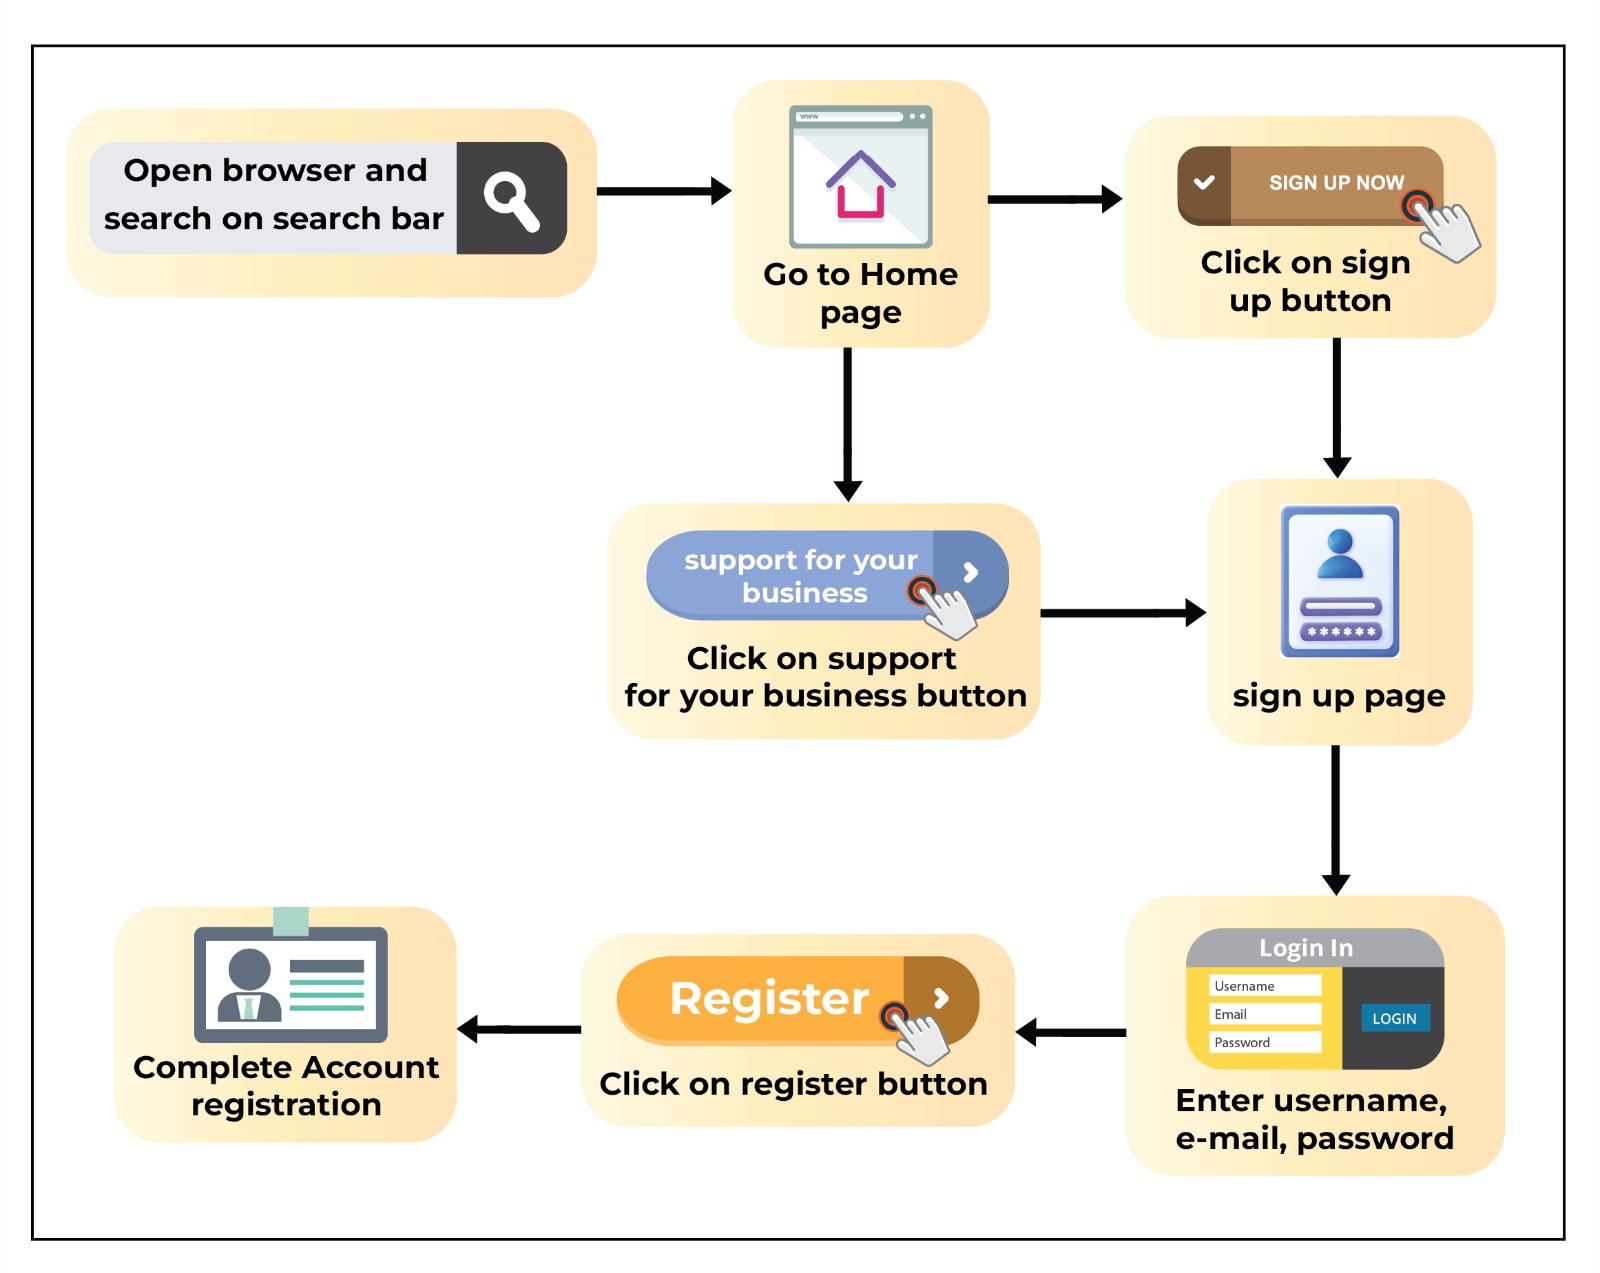 Open browser and
search on search bar
www
Go to Home
page
SIGN UP NOW
Click on sign
up button
support for your
business
Click on support
for your business button
******
sign up page
Login In
Username
Email
Password
LOGIN
Enter username,
e-mail, password
Register
Click on register button
Complete Account
registration